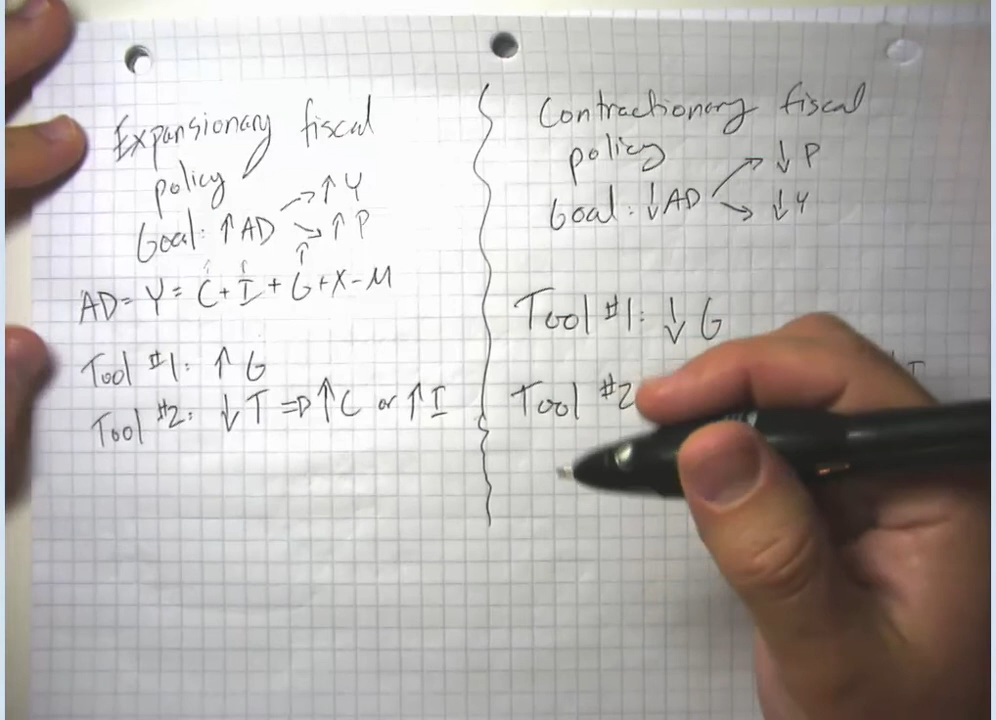 Expansionary fiscal
policy
↑ Y
Goal: ↑ AD
↑ P
AD = Y = C + I + G + X - M
Tool #1: ↑ G
Tool #2: ↓ T ⇒ ↑ C or ↑ I
Contractionary fiscal
policy
↓ P
Goal: ↓ AD
↓ Y
Tool #1: ↓ G
Tool #2